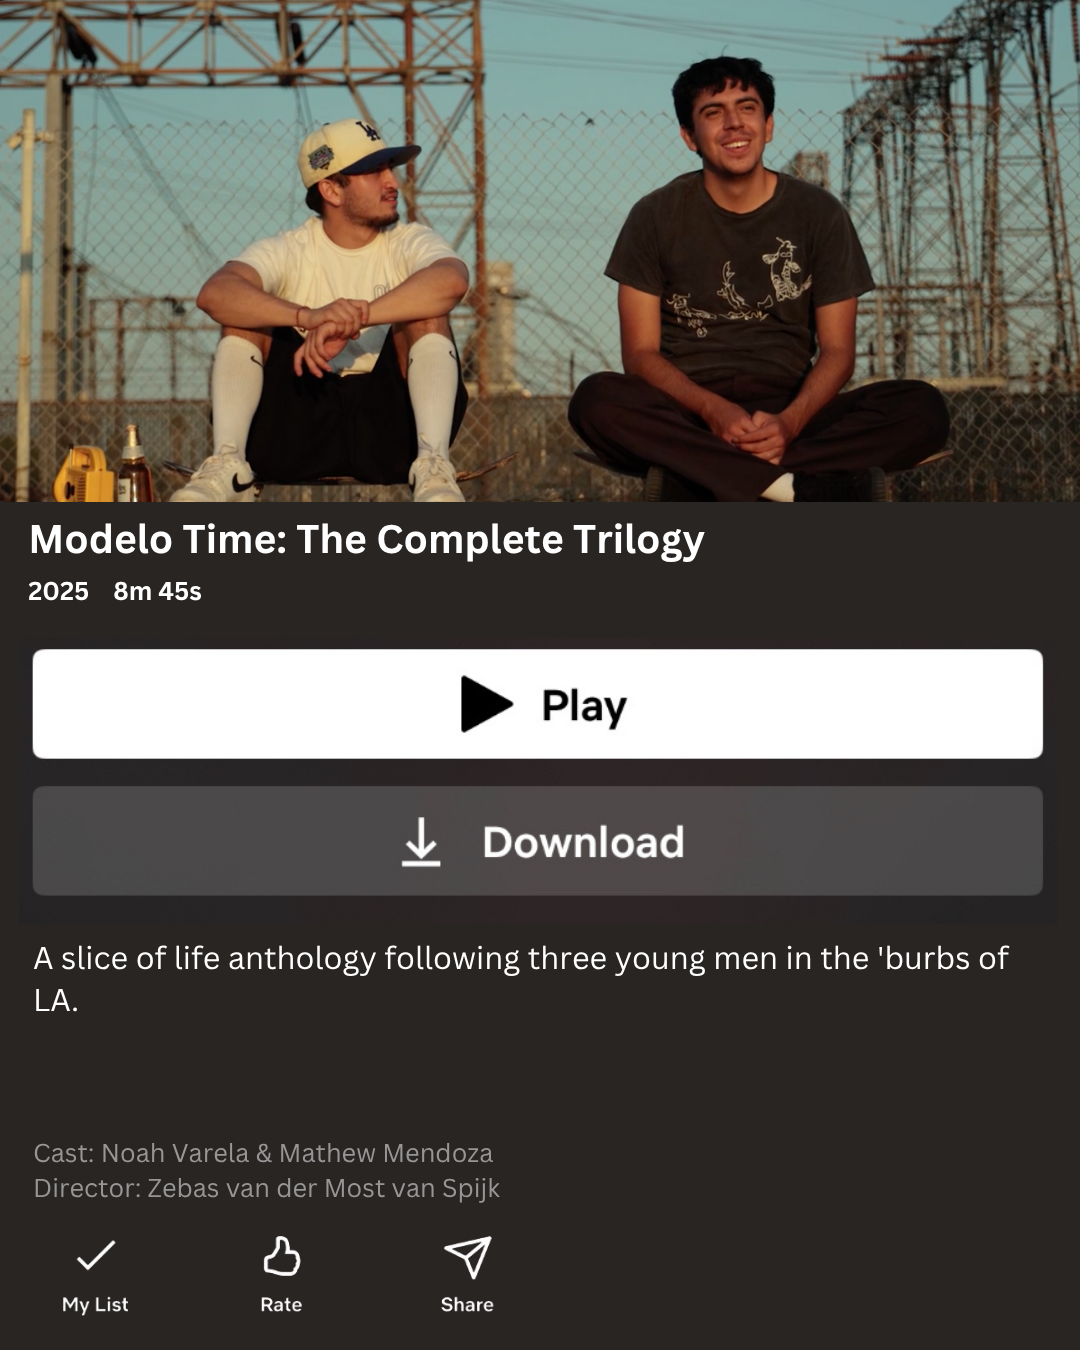 LA
Modelo Time: The Complete Trilogy
2025 8m 45s
Play
Download
A slice of life anthology following three young men in the 'burbs of
LA.
Cast: Noah Varela & Mathew Mendoza
Director: Zebas van der Most van Spijk
My List Rate Share